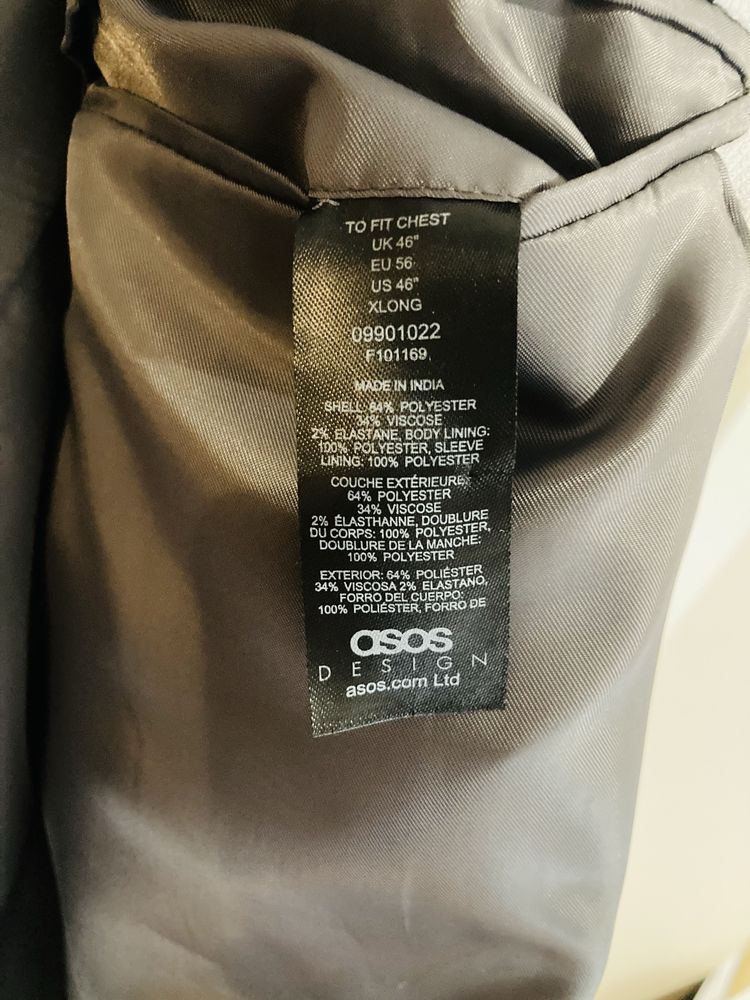 TO FIT CHEST
UK 46"
EU 56
US 46"
XLONG
09901022
F101169
MADE IN INDIA
SHELL: 64% POLYESTER
34% VISCOSE
2% ELASTANE, BODY LINING:
100% POLYESTER, SLEEVE
LINING: 100% POLYESTER
COUCHE EXTÉRIEURE:
64% POLYESTER
34% VISCOSE
2% ÉLASTHANNE, DOUBLURE
DU CORPS: 100% POLYESTER,
DOUBLURE DE LA MANCHE:
100% POLYESTER
EXTERIOR: 64% POLIÉSTER
34% VISCOSA 2% ELASTANO,
FORRO DEL CUERPO:
100% POLIÉSTER, FORRO DE
asos
DESIGN
asos.com Ltd